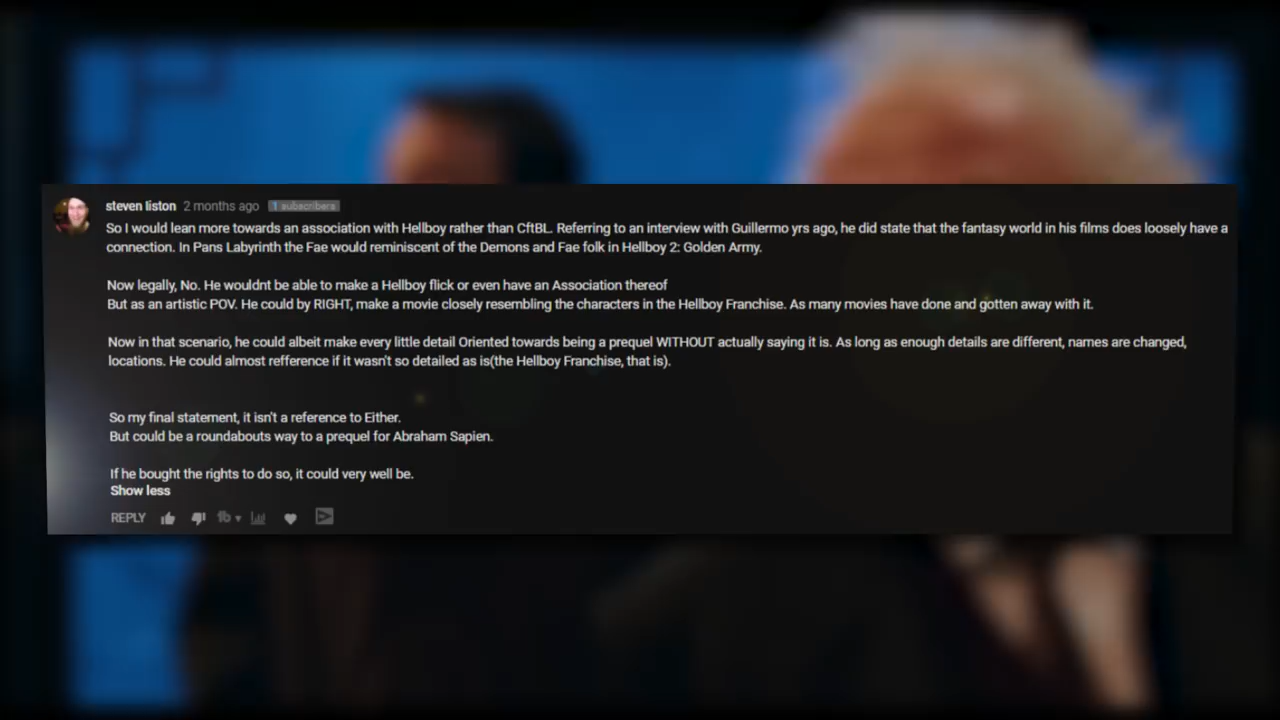 steven liston 2 months ago 1 subscribers
So I would lean more towards an association with Hellboy rather than CftBL. Referring to an interview with Guillermo yrs ago, he did state that the fantasy world in his films does loosely have a
connection. In Pans Labyrinth the Fae would reminiscent of the Demons and Fae folk in Hellboy 2: Golden Army.
Now legally, No. He wouldnt be able to make a Hellboy flick or even have an Association thereof
But as an artistic POV. He could by RIGHT, make a movie closely resembling the characters in the Hellboy Franchise. As many movies have done and gotten away with it.
Now in that scenario, he could albeit make every little detail Oriented towards being a prequel WITHOUT actually saying it is. As long as enough details are different, names are changed,
locations. He could almost refference if it wasn't so detailed as is(the Hellboy Franchise, that is).
So my final statement, it isn't a reference to Either.
But could be a roundabouts way to a prequel for Abraham Sapien.
If he bought the rights to do so, it could very well be.
Show less
REPLY